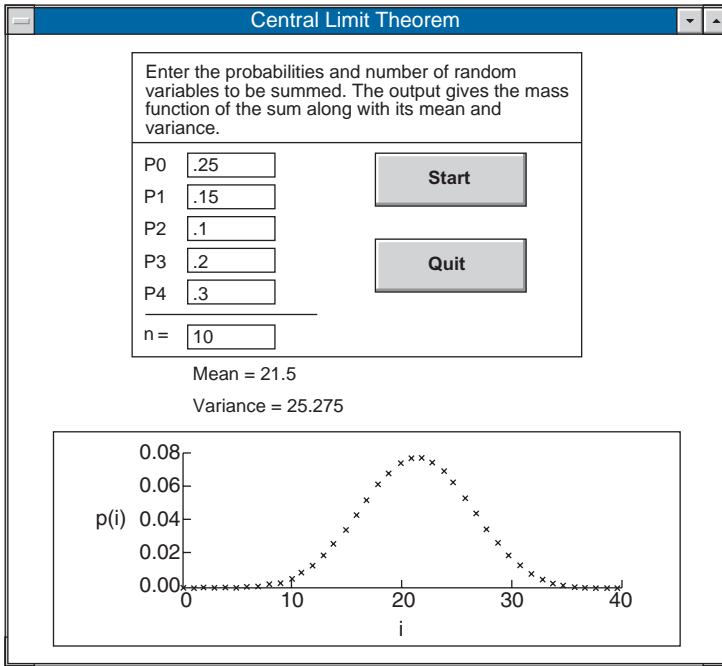 Central Limit Theorem
Enter the probabilities and number of random
variables to be summed. The output gives the mass
function of the sum along with its mean and
variance.
P0 .25
Start
P1 .15
P2 .1
P3 .2
Quit
P4 .3
n = 10
Mean = 21.5
Variance = 25.275
0.08
0.06
p(i) 0.04
0.02
0.00
0 10 20 30 40
i